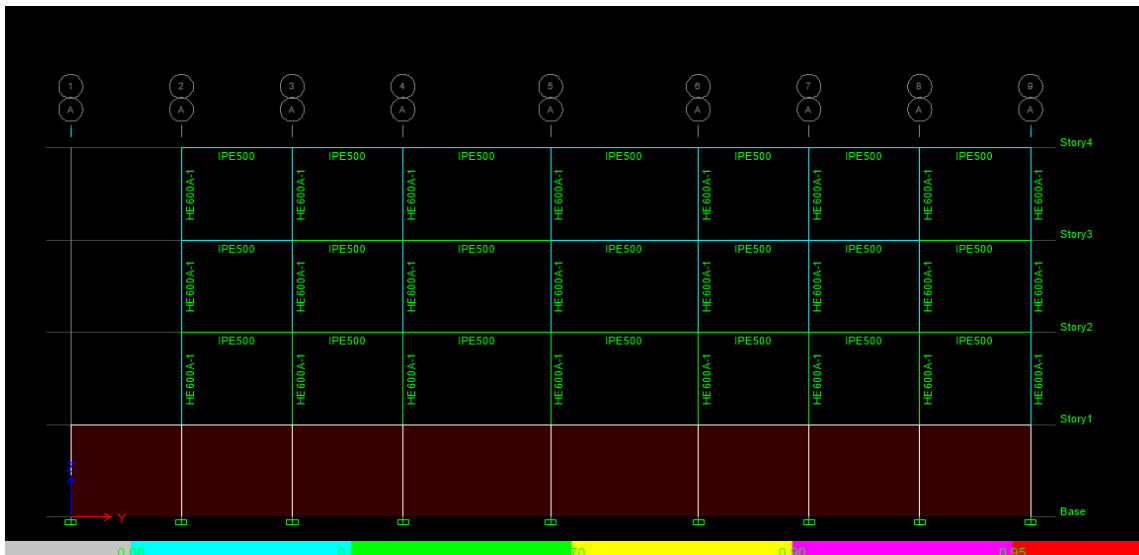 1 2 3 4 5 6 7 8 9
A A A A A A A A A
Story4
IPE500 IPE500 IPE500 IPE500 IPE500 IPE500 IPE500
HE600A-1 HE600A-1 HE600A-1 HE600A-1 HE600A-1 HE600A-1 HE600A-1 HE600A-1
Story3
IPE500 IPE500 IPE500 IPE500 IPE500 IPE500 IPE500
HE600A-1 HE600A-1 HE600A-1 HE600A-1 HE600A-1 HE600A-1 HE600A-1 HE600A-1
Story2
IPE500 IPE500 IPE500 IPE500 IPE500 IPE500 IPE500
HE600A-1 HE600A-1 HE600A-1 HE600A-1 HE600A-1 HE600A-1 HE600A-1 HE600A-1
Story1
Z
Y
Base
0.00 0.95